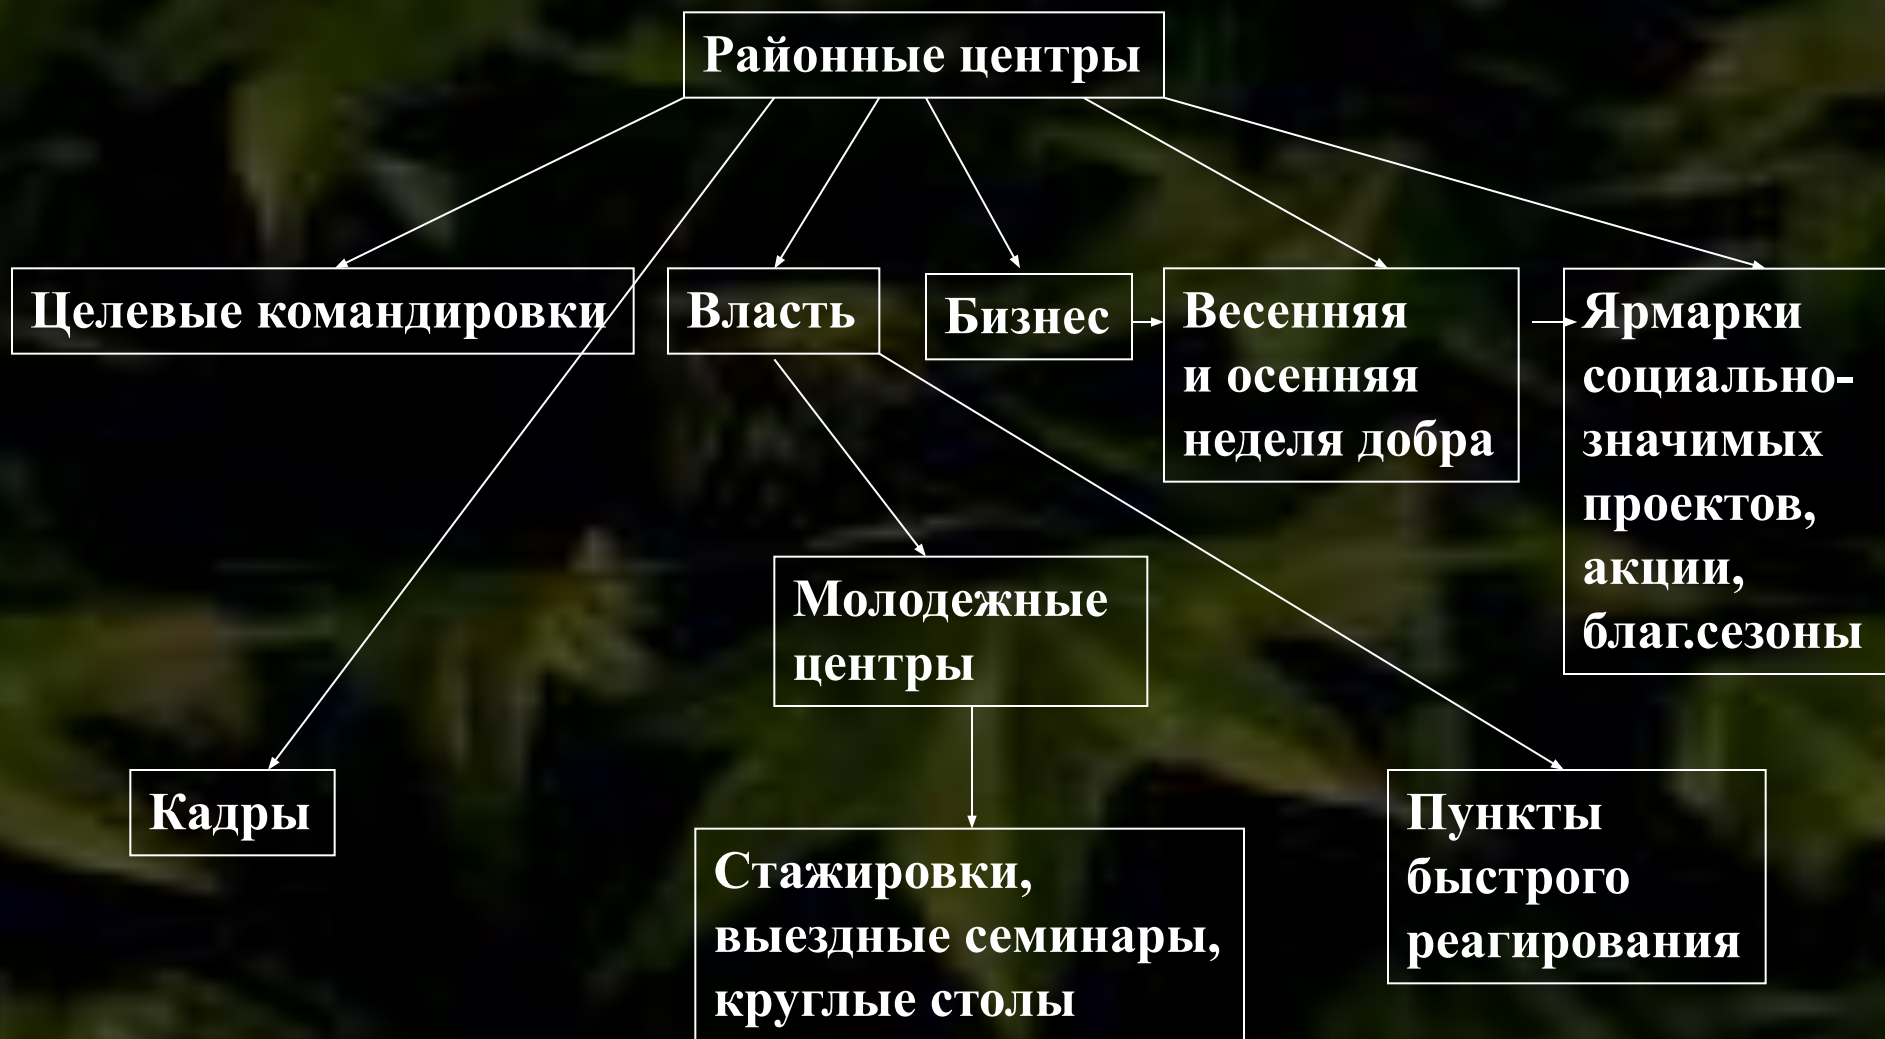 Районные центры
Целевые командировки
Власть
Бизнес
Весенняя
и осенняя
неделя добра
Ярмарки
социально-
значимых
проектов,
акции,
благ.сезоны
Молодежные
центры
Кадры
Стажировки,
выездные семинары,
круглые столы
Пункты
быстрого
реагирования